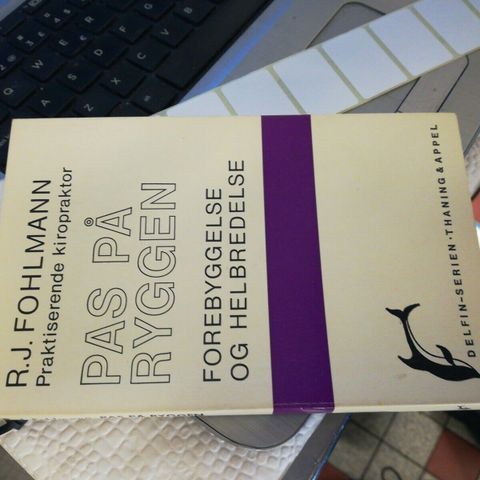 R.J. FOHLMANN
Praktiserende kiropraktor
PAS PÅ
RYGGEN
FOREBYGGELSE
OG HELBREDELSE
DELFIN-SERIEN · THANING & APPEL